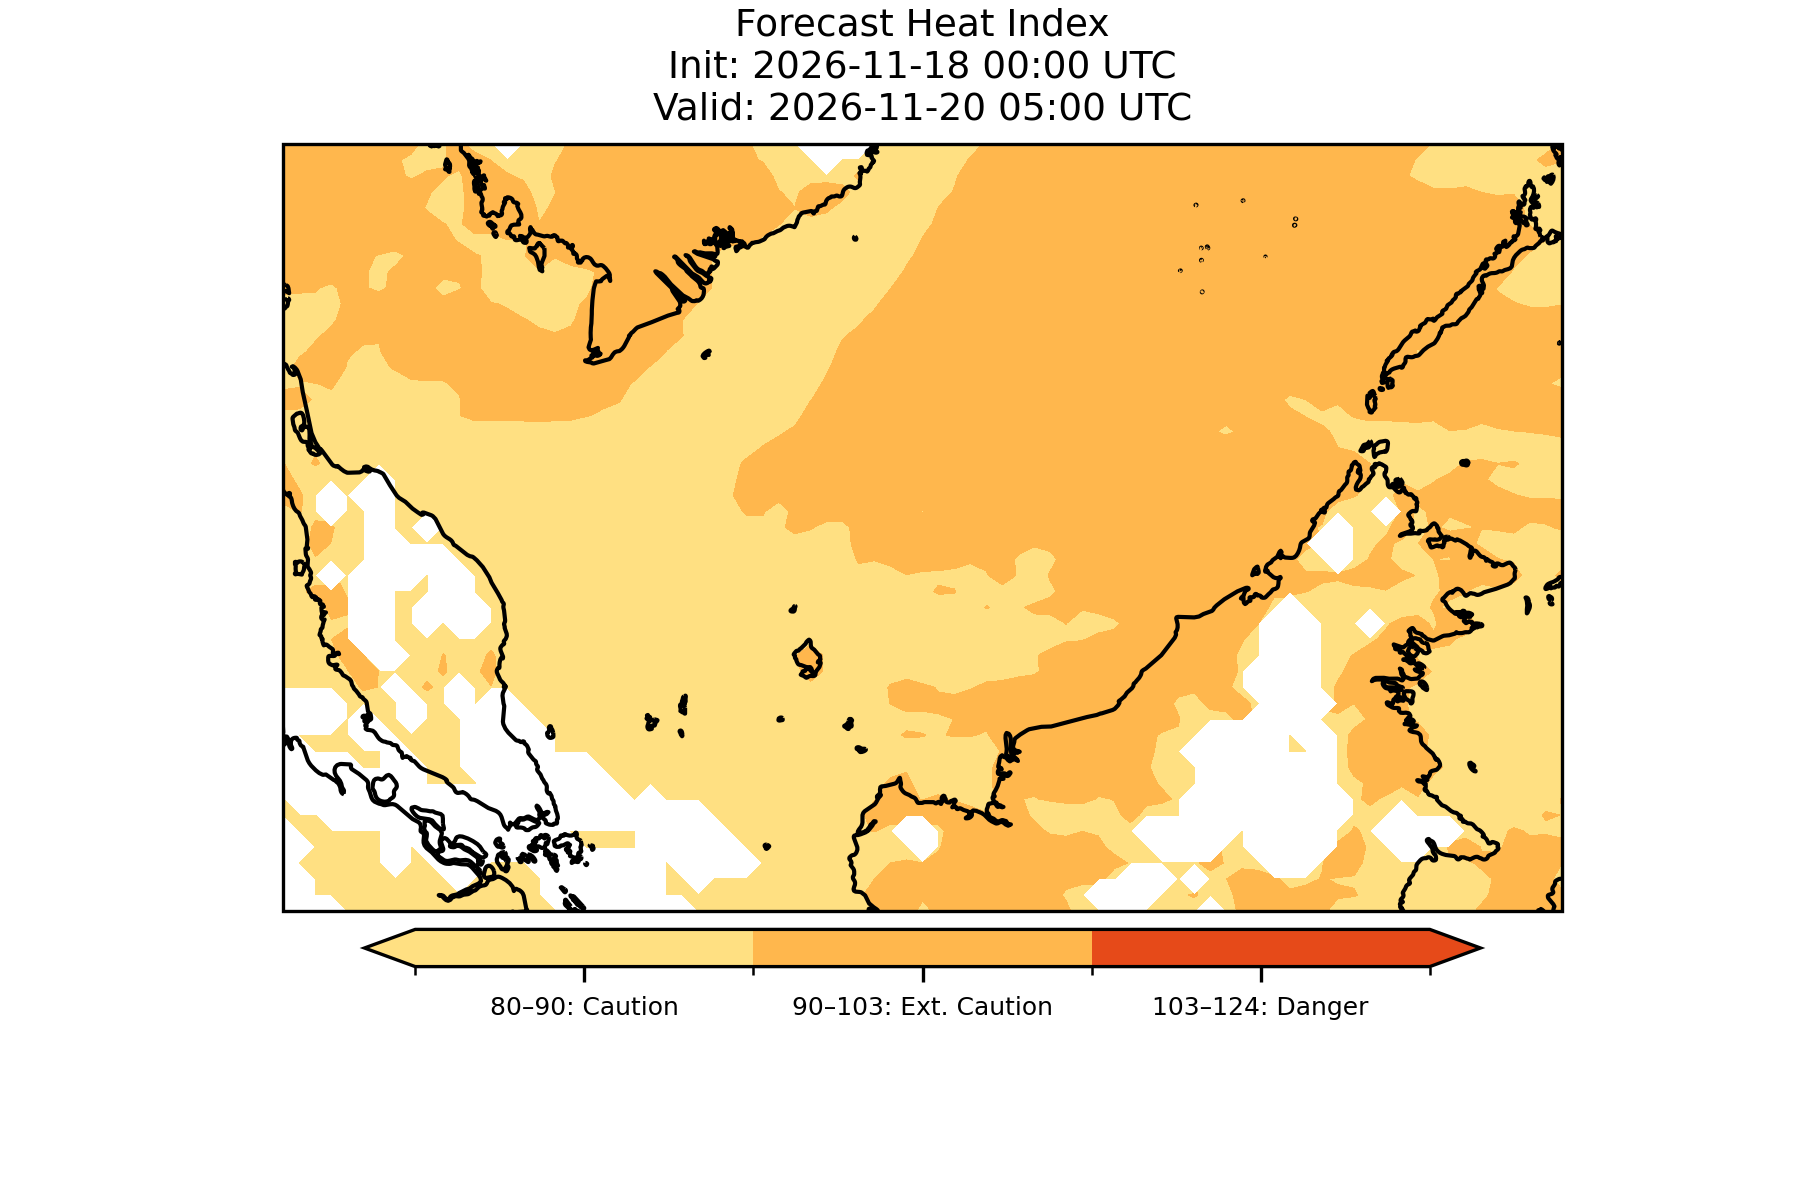 Forecast Heat Index
Init: 2026-11-18 00:00 UTC
Valid: 2026-11-20 05:00 UTC
80–90: Caution
90–103: Ext. Caution
103–124: Danger